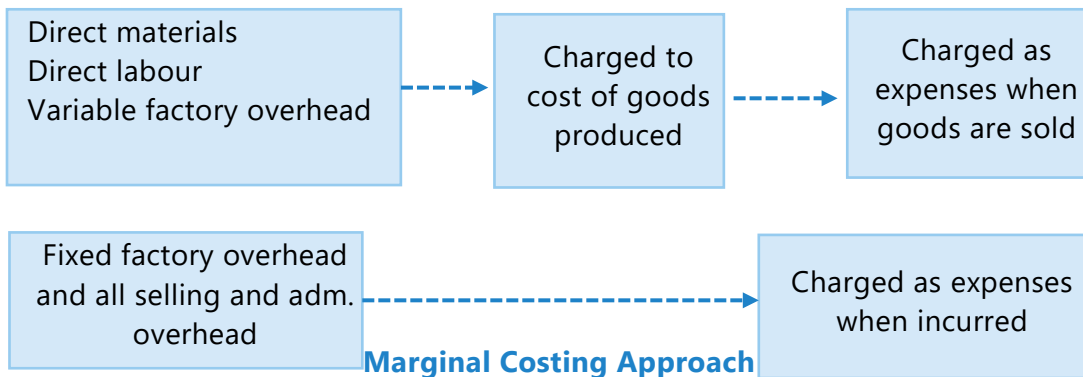 Direct materials
Direct labour
Variable factory overhead
Charged to
cost of goods
produced
Charged as
expenses when
goods are sold
Fixed factory overhead
and all selling and adm.
overhead
Charged as expenses
when incurred
Marginal Costing Approach